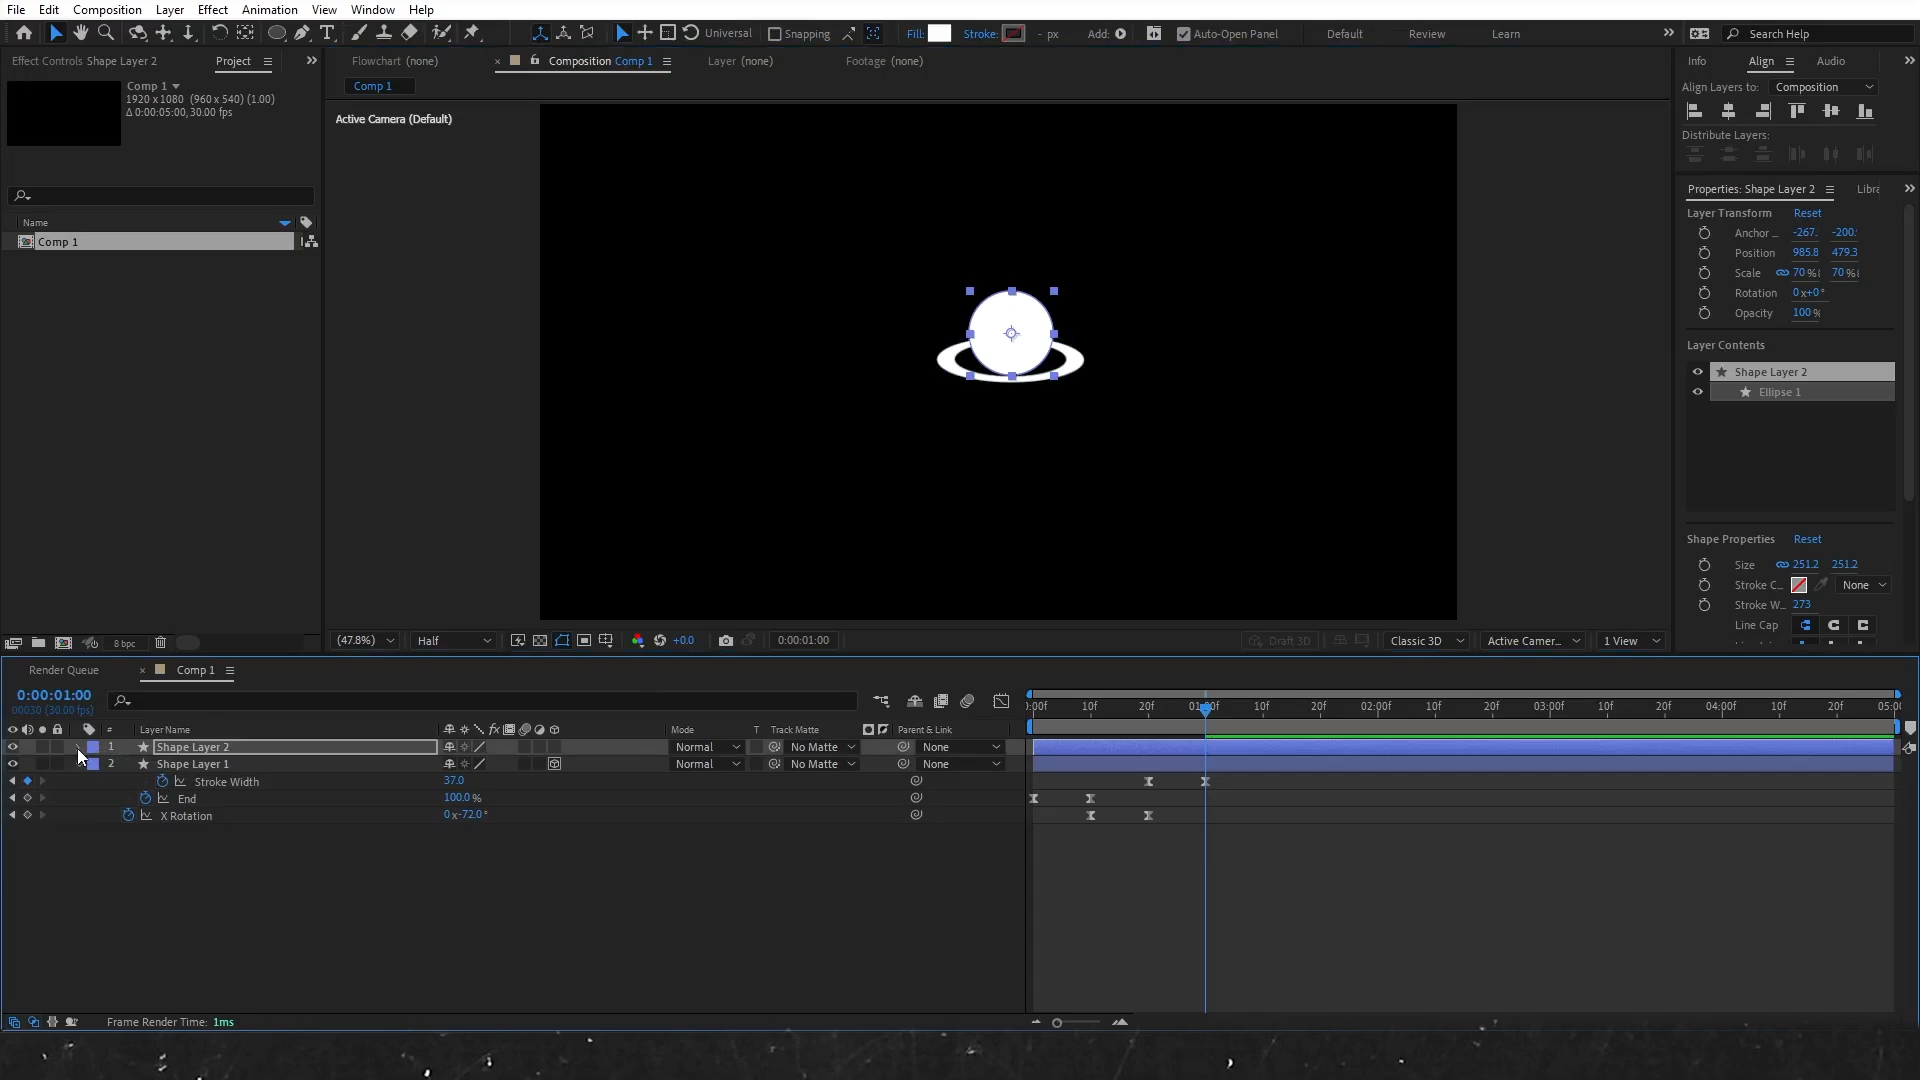 File Edit Composition Layer Effect Animation View Window Help
Universal Snapping Fill: Stroke: - px Add: Auto-Open Panel Default Review Learn Search Help
Effect Controls Shape Layer 2 Project
Flowchart (none) Composition Comp 1 Layer (none) Footage (none)
Info Align Audio
Comp 1
1920 x 1080 (960 x 540) (1.00)
Δ 0:00:05:00, 30.00 fps
Comp 1
Active Camera (Default)
Align Layers to: Composition
Distribute Layers:
Name
Comp 1
Properties: Shape Layer 2 Libra
Layer Transform Reset
Anchor ... -267. -200.
Position 985.8 479.3
Scale 70 % 70 %
Rotation 0x+0°
Opacity 100 %
Layer Contents
Shape Layer 2
Ellipse 1
Shape Properties Reset
Size 251.2 251.2
Stroke C... None
Stroke W... 273
Line Cap
8 bpc
(47.8%) Half +0.0 0:00:01:00 Draft 3D Classic 3D Active Camer... 1 View
Render Queue Comp 1
0:00:01:00
00030 (30.00 fps)
:00f 10f 20f 01:00f 10f 20f 02:00f 10f 20f 03:00f 10f 20f 04:00f 10f 20f 05:00
# Layer Name fx Mode T Track Matte Parent & Link
1 Shape Layer 2 Normal No Matte None
2 Shape Layer 1 Normal No Matte None
Stroke Width 37.0
End 100.0 %
X Rotation 0x-72.0°
Frame Render Time: 1ms